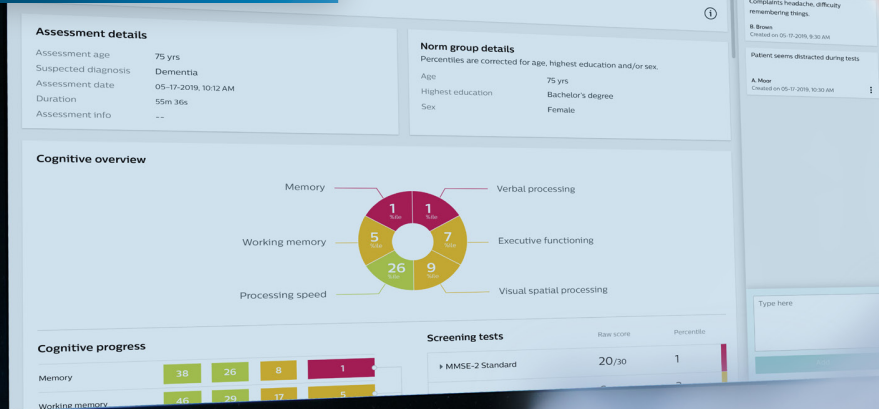 Complaints headache, difficulty
remembering things.
B. Brown
Created on 05-17-2019, 9:30 AM
Patient seems distracted during tests
A. Moor
Created on 05-17-2019, 10:30 AM
Assessment details
Assessment age 75 yrs
Suspected diagnosis Dementia
Assessment date 05-17-2019, 10:12 AM
Duration 55m 36s
Assessment info --
Norm group details
Percentiles are corrected for age, highest education and/or sex.
Age 75 yrs
Highest education Bachelor's degree
Sex Female
Cognitive overview
Memory 1 %ile
Verbal processing 1 %ile
Working memory 5 %ile
Executive functioning 7 %ile
Processing speed 26 %ile
Visual spatial processing 9 %ile
Cognitive progress
Memory 38 26 8 1
Working memory 46 29 17 5
Screening tests Raw score Percentile
MMSE-2 Standard 20/30 1
Type here